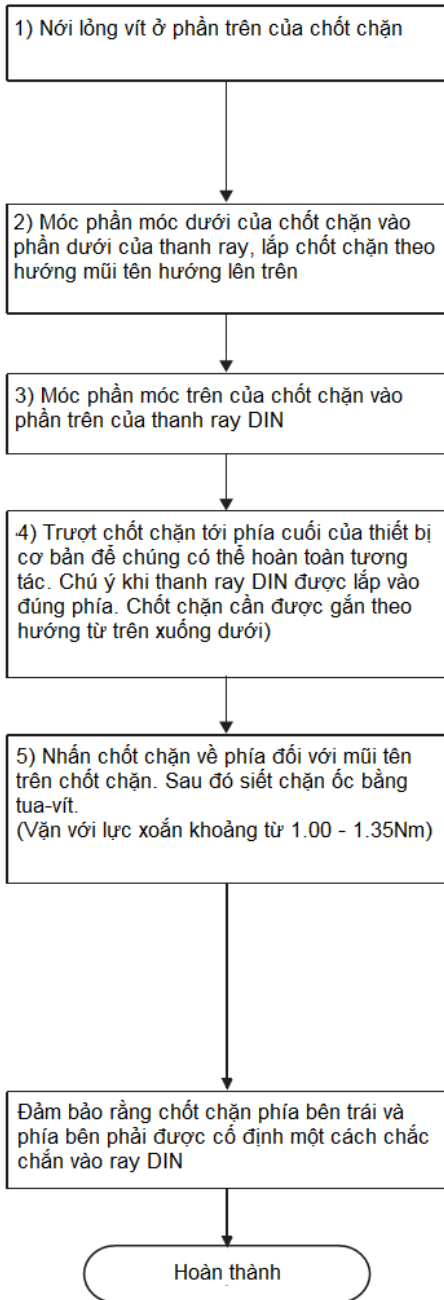 1) Nới lỏng vít ở phần trên của chốt chặn
2) Móc phần móc dưới của chốt chặn vào
phần dưới của thanh ray, lắp chốt chặn theo
hướng mũi tên hướng lên trên
3) Móc phần móc trên của chốt chặn vào
phần trên của thanh ray DIN
4) Trượt chốt chặn tới phía cuối của thiết bị
cơ bản để chúng có thể hoàn toàn tương
tác. Chú ý khi thanh ray DIN được lắp vào
đúng phía. Chốt chặn cần được gắn theo
hướng từ trên xuống dưới)
5) Nhấn chốt chặn về phía đối với mũi tên
trên chốt chặn. Sau đó siết chặn ốc bằng
tua-vít.
(Vặn với lực xoắn khoảng từ 1.00 - 1.35Nm)
Đảm bảo rằng chốt chặn phía bên trái và
phía bên phải được cố định một cách chắc
chắn vào ray DIN
Hoàn thành